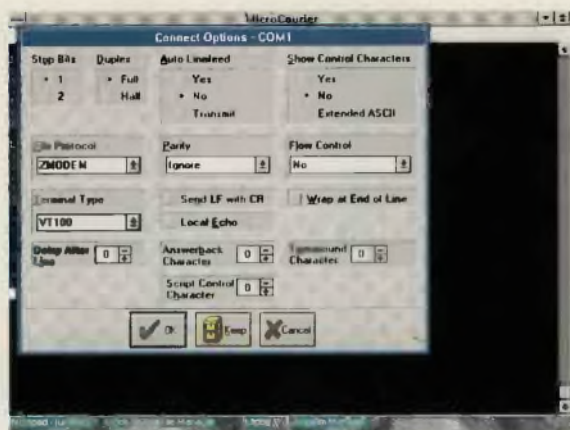 MicroCourier
Connect Options - COM1
Stop Bits Duplex Auto Linefeed Show Control Characters
1 Full Yes Yes
2 Half No No
Transmit Extended ASCII
File Protocol Parity Flow Control
ZMODEM Ignore No
Terminal Type Send LF with CR Wrap at End of Line
VT100 Local Echo
Delay After Line 0 Answerback Character 0 Turnaround Character 0
Script Control Character 0
OK Keep Cancel